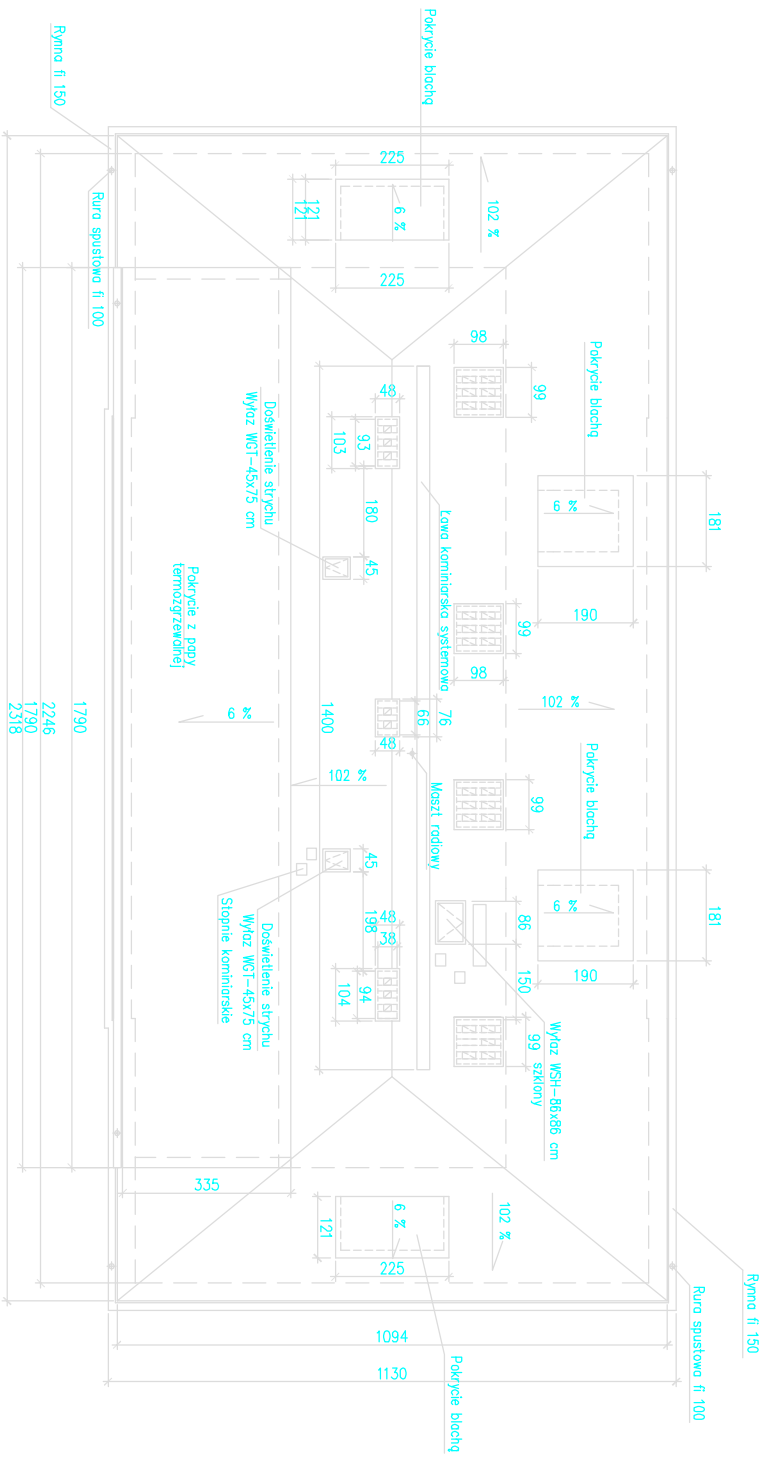 Pokrycie blachą
Rynna fi 150
Rura spustowa fi 100
225
121
121
6 %
102 %
225
98
99
Pokrycie blachą
48
103
93
Doświetlenie strychu
Wyłaz WGT-45x75 cm
180
45
Ława kominiarska systemowa
6 %
181
190
99
98
Pokrycie z papy
termozgrzewalnej
6 %
1790
2246
1790
2318
1400
66
76
48
102 %
102 %
Maszt radiowy
99
Pokrycie blachą
6 %
181
190
45
198
48
38
94
104
Stopnie kominiarskie
Doświetlenie strychu
Wyłaz WGT-45x75 cm
86
150
99
szklony
Wyłaz WSH-86x86 cm
335
121
6 %
225
102 %
Rynna fi 150
Rura spustowa fi 100
1094
1130
Pokrycie blachą